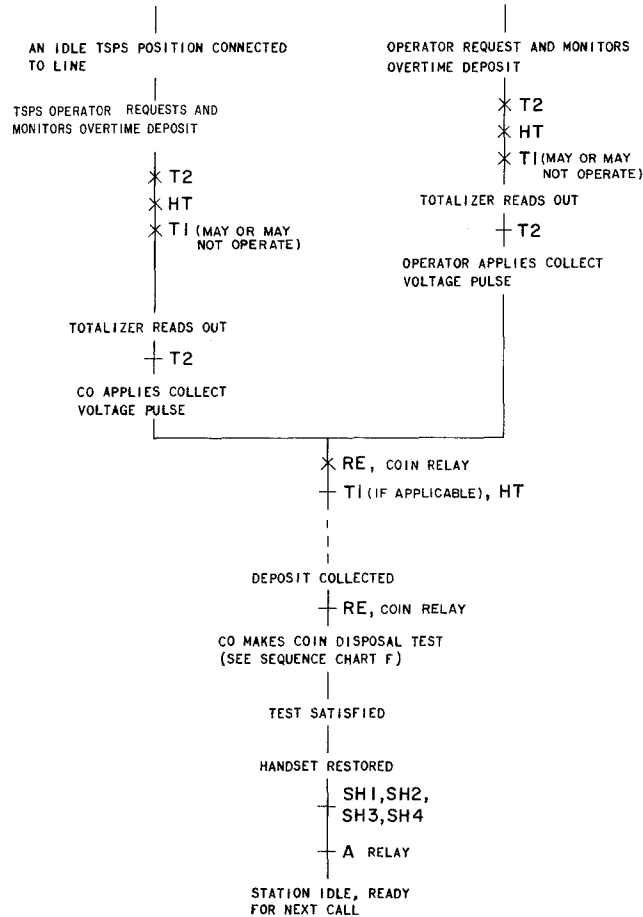 AN IDLE TSPS POSITION CONNECTED
TO LINE
TSPS OPERATOR REQUESTS AND
MONITORS OVERTIME DEPOSIT
T2
HT
T1 (MAY OR MAY
NOT OPERATE)
TOTALIZER READS OUT
T2
CO APPLIES COLLECT
VOLTAGE PULSE
OPERATOR REQUEST AND MONITORS
OVERTIME DEPOSIT
T2
HT
T1 (MAY OR MAY
NOT OPERATE)
TOTALIZER READS OUT
T2
OPERATOR APPLIES COLLECT
VOLTAGE PULSE
RE, COIN RELAY
T1 (IF APPLICABLE), HT
DEPOSIT COLLECTED
RE, COIN RELAY
CO MAKES COIN DISPOSAL TEST
(SEE SEQUENCE CHART F)
TEST SATISFIED
HANDSET RESTORED
SH1, SH2,
SH3, SH4
A RELAY
STATION IDLE, READY
FOR NEXT CALL